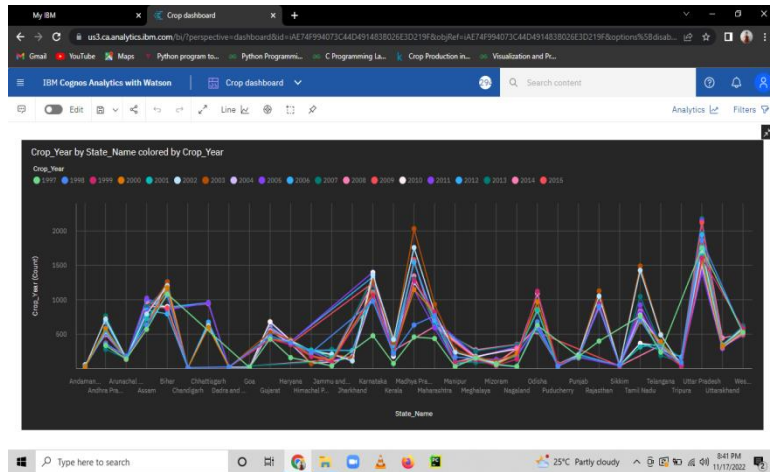 My IBM
Crop dashboard
us3.ca.analytics.ibm.com/bi/?perspective=dashboard&id=iAE74F994073C44D4914838026E3D219F&objRef=iAE74F994073C44D4914838026E3D219F&options%5Bdisab...
Gmail YouTube Maps Python program to... Python Programmi... C Programming La... Crop Production in... Visualization and Pr...
IBM Cognos Analytics with Watson Crop dashboard Search content
Edit Line Analytics Filters
Crop_Year by State_Name colored by Crop_Year
Crop_Year
1997 1998 1999 2000 2001 2002 2003 2004 2005 2006 2007 2008 2009 2010 2011 2012 2013 2014 2015
Crop_Year (Count)
2000
1500
1000
500
Andaman... Arunachal... Bihar Chhattisgarh Goa Haryana Jammu and... Karnataka Madhya Pra... Manipur Mizoram Odisha Punjab Sikkim Telangana Uttar Pradesh Wes...
Andhra Pra... Assam Chandigarh Dadra and... Gujarat Himachal P... Jharkhand Kerala Maharashtra Meghalaya Nagaland Puducherry Rajasthan Tamil Nadu Tripura Uttarakhand
State_Name
Type here to search
25°C Partly cloudy
8:41 PM
11/17/2022